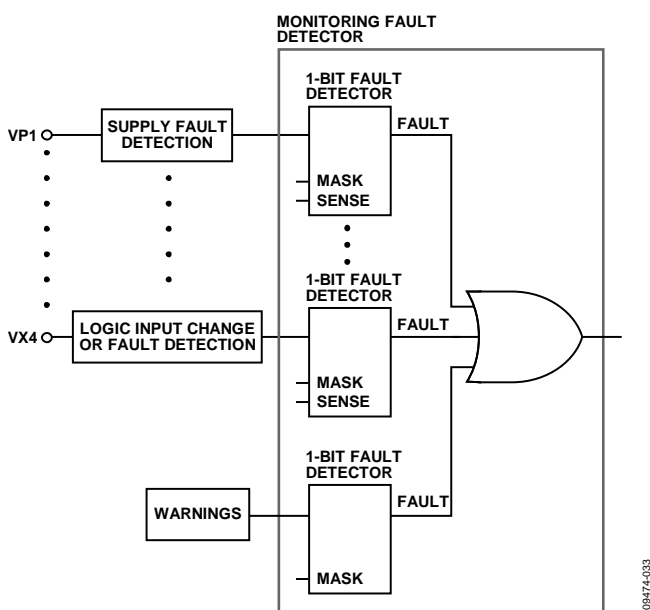 MONITORING FAULT
DETECTOR
1-BIT FAULT
DETECTOR
VP1
SUPPLY FAULT
DETECTION
FAULT
MASK
SENSE
1-BIT FAULT
DETECTOR
VX4
LOGIC INPUT CHANGE
OR FAULT DETECTION
FAULT
MASK
SENSE
1-BIT FAULT
DETECTOR
WARNINGS
FAULT
MASK
09474-033